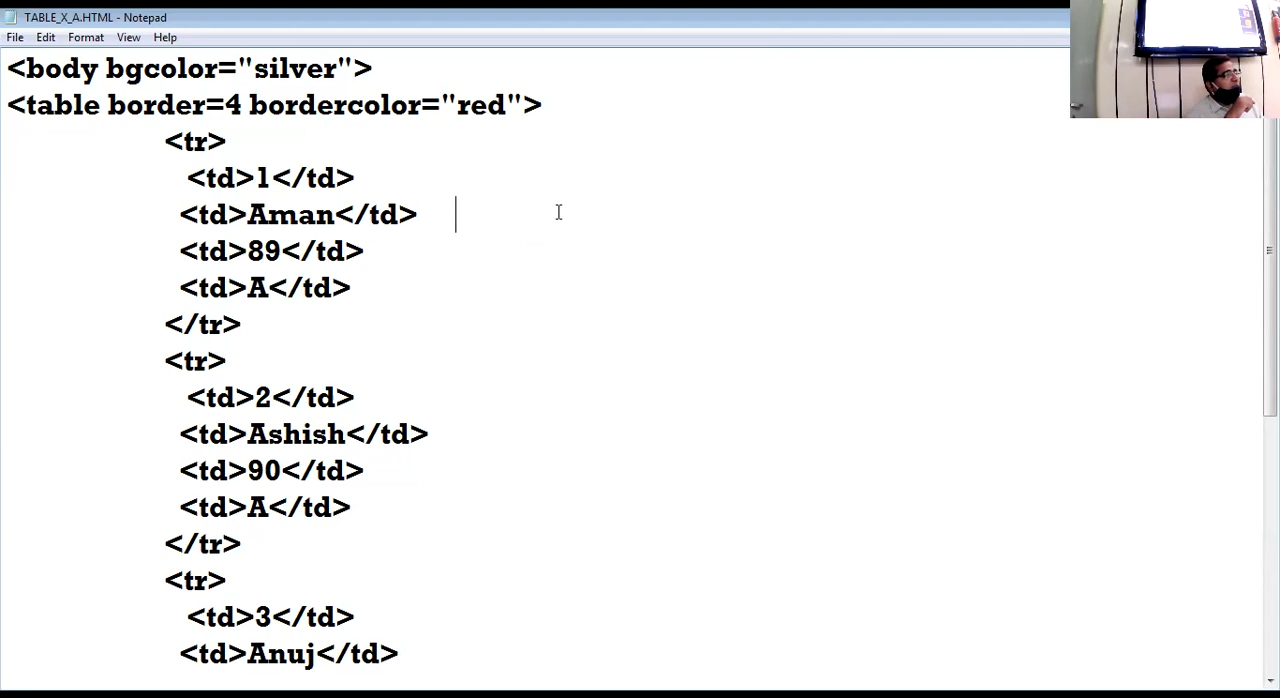 TABLE_X_A.HTML - Notepad
File Edit Format View Help
<body bgcolor="silver">
<table border=4 bordercolor="red">
<tr>
<td>1</td>
<td>Aman</td>
<td>89</td>
<td>A</td>
</tr>
<tr>
<td>2</td>
<td>Ashish</td>
<td>90</td>
<td>A</td>
</tr>
<tr>
<td>3</td>
<td>Anuj</td>